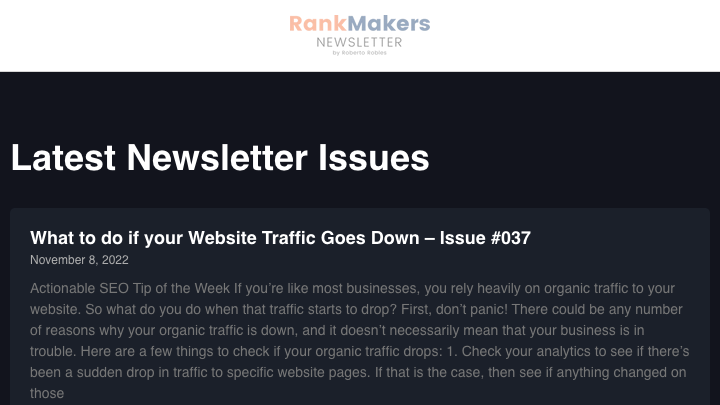 RankMakers
NEWSLETTER
by Roberto Robles
Latest Newsletter Issues
What to do if your Website Traffic Goes Down – Issue #037
November 8, 2022
Actionable SEO Tip of the Week If you’re like most businesses, you rely heavily on organic traffic to your
website. So what do you do when that traffic starts to drop? First, don’t panic! There could be any number
of reasons why your organic traffic is down, and it doesn’t necessarily mean that your business is in
trouble. Here are a few things to check if your organic traffic drops: 1. Check your analytics to see if there’s
been a sudden drop in traffic to specific website pages. If that is the case, then see if anything changed on
those